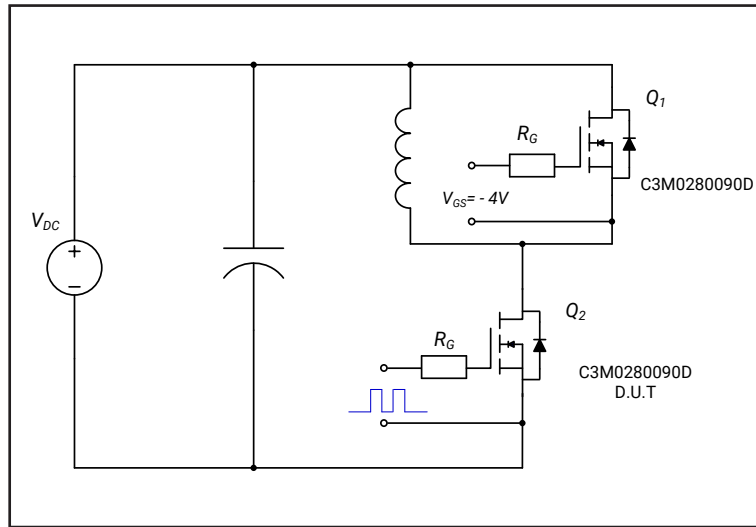 Q1
RG
C3M0280090D
VGS= - 4V
VDC
+
−
Q2
RG
C3M0280090D
D.U.T